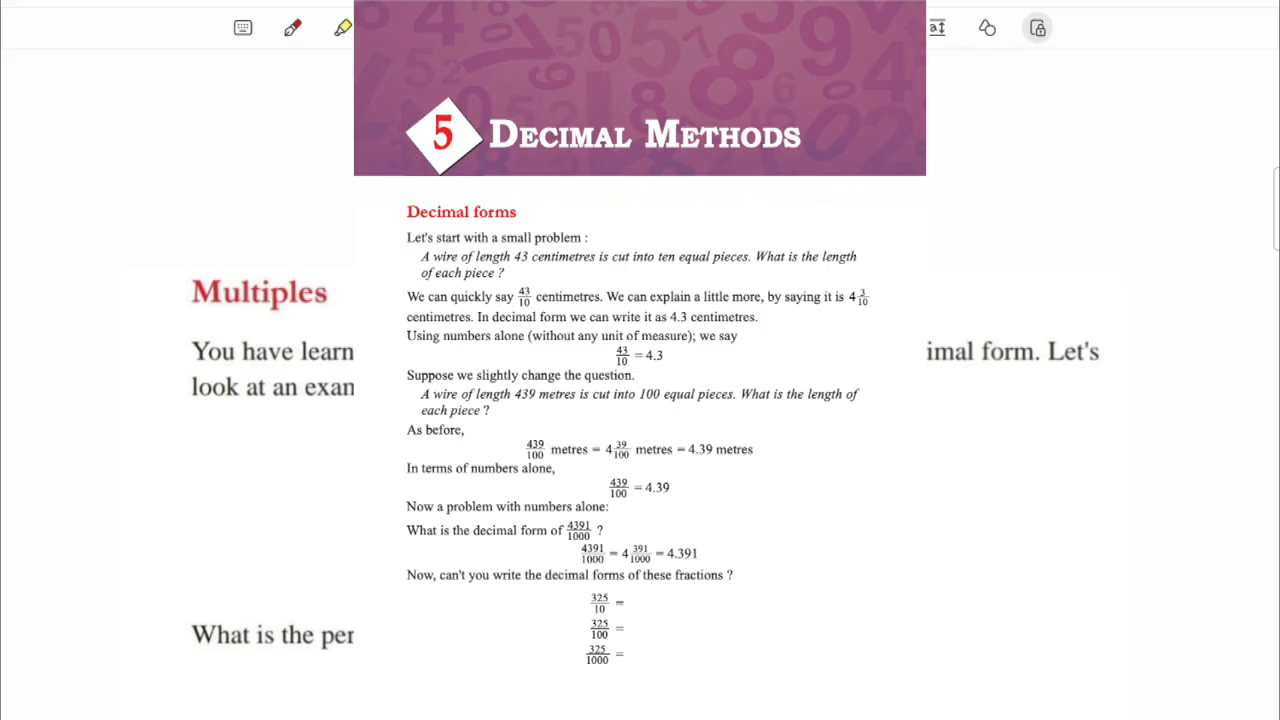 5 DECIMAL METHODS
Decimal forms
Let's start with a small problem :
A wire of length 43 centimetres is cut into ten equal pieces. What is the length
of each piece ?
We can quickly say 43/10 centimetres. We can explain a little more, by saying it is 4 3/10
centimetres. In decimal form we can write it as 4.3 centimetres.
Using numbers alone (without any unit of measure); we say
43/10 = 4.3
Suppose we slightly change the question.
A wire of length 439 metres is cut into 100 equal pieces. What is the length of
each piece ?
As before,
439/100 metres = 4 39/100 metres = 4.39 metres
In terms of numbers alone,
439/100 = 4.39
Now a problem with numbers alone:
What is the decimal form of 4391/1000 ?
4391/1000 = 4 391/1000 = 4.391
Now, can't you write the decimal forms of these fractions ?
325/10 =
325/100 =
325/1000 =
Multiples
You have learn
imal form. Let's
look at an exan
What is the per